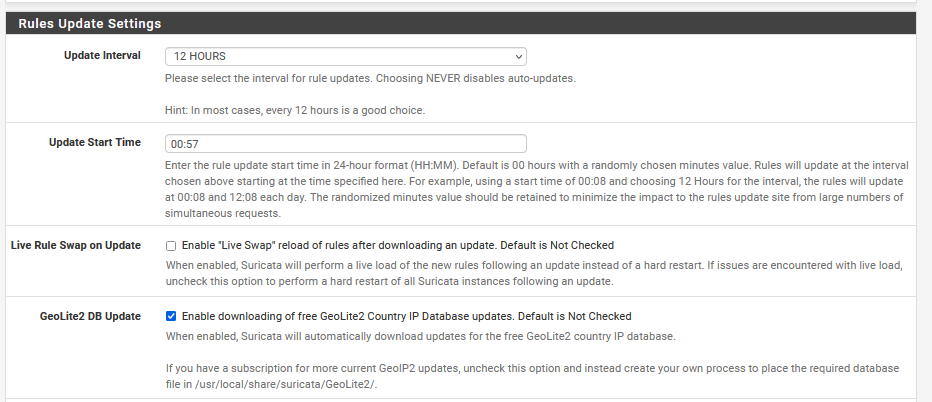 Rules Update Settings
Update Interval
12 HOURS
Please select the interval for rule updates. Choosing NEVER disables auto-updates.
Hint: In most cases, every 12 hours is a good choice.
Update Start Time
00:57
Enter the rule update start time in 24-hour format (HH:MM). Default is 00 hours with a randomly chosen minutes value. Rules will update at the interval
chosen above starting at the time specified here. For example, using a start time of 00:08 and choosing 12 Hours for the interval, the rules will update
at 00:08 and 12:08 each day. The randomized minutes value should be retained to minimize the impact to the rules update site from large numbers of
simultaneous requests.
Live Rule Swap on Update
Enable "Live Swap" reload of rules after downloading an update. Default is Not Checked
When enabled, Suricata will perform a live load of the new rules following an update instead of a hard restart. If issues are encountered with live load,
uncheck this option to perform a hard restart of all Suricata instances following an update.
GeoLite2 DB Update
Enable downloading of free GeoLite2 Country IP Database updates. Default is Not Checked
When enabled, Suricata will automatically download updates for the free GeoLite2 country IP database.
If you have a subscription for more current GeoIP2 updates, uncheck this option and instead create your own process to place the required database
file in /usr/local/share/suricata/GeoLite2/.